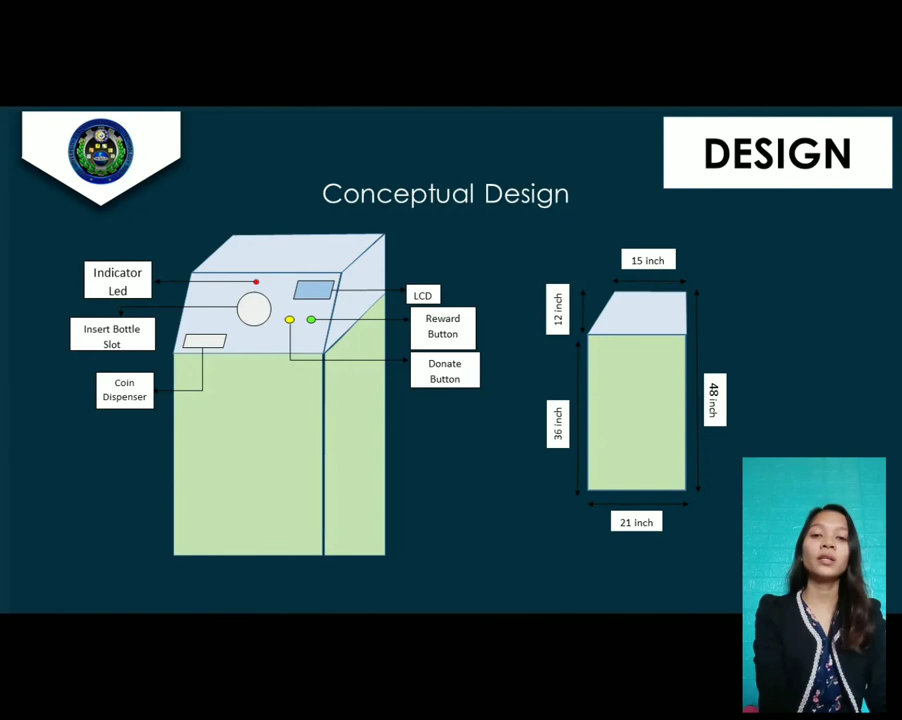 DESIGN
Conceptual Design
Indicator
Led
Insert Bottle
Slot
Coin
Dispenser
LCD
Reward
Button
Donate
Button
15 inch
12 inch
36 inch
48 inch
21 inch